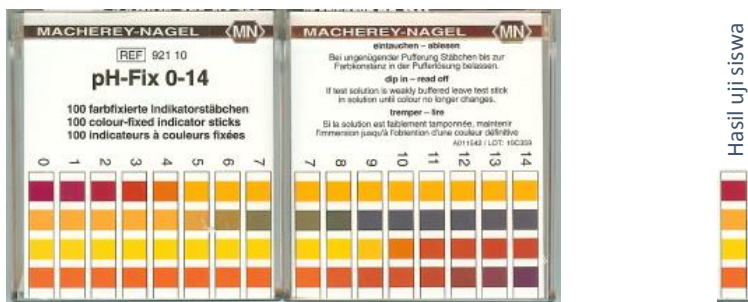 MACHEREY-NAGEL MN
REF 921 10
pH-Fix 0-14
100 farbfixierte Indikatorstäbchen
100 colour-fixed indicator sticks
100 indicateurs à couleurs fixées
0 1 2 3 4 5 6 7
MACHEREY-NAGEL MN
eintauchen – ablesen
Bei ungenügender Pufferung Stäbchen bis zur
Farbkonstanz in der Pufferlösung belassen.
dip in – read off
If test solution is weakly buffered leave test stick
in solution until colour no longer changes.
tremper – lire
Si la solution est faiblement tamponnée, maintenir
l'immersion jusqu'à l'obtention d'une couleur définitive
7 8 9 10 11 12 13 14
Hasil uji siswa